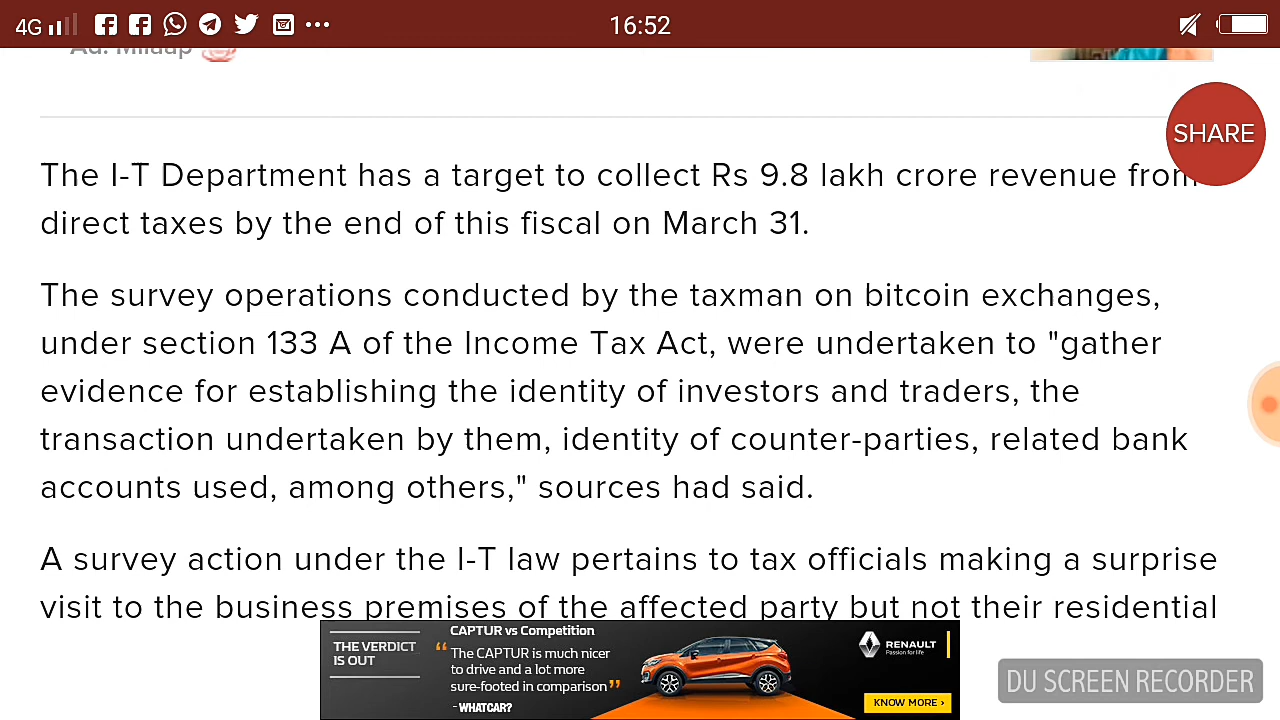 4G 16:52
Ad: Milaap
SHARE
The I-T Department has a target to collect Rs 9.8 lakh crore revenue from
direct taxes by the end of this fiscal on March 31.
The survey operations conducted by the taxman on bitcoin exchanges,
under section 133 A of the Income Tax Act, were undertaken to "gather
evidence for establishing the identity of investors and traders, the
transaction undertaken by them, identity of counter-parties, related bank
accounts used, among others," sources had said.
A survey action under the I-T law pertains to tax officials making a surprise
visit to the business premises of the affected party but not their residential
THE VERDICT
IS OUT
CAPTUR vs Competition
“The CAPTUR is much nicer
to drive and a lot more
sure-footed in comparison”
- WHATCAR?
RENAULT
Passion for life
KNOW MORE ›
DU SCREEN RECORDER